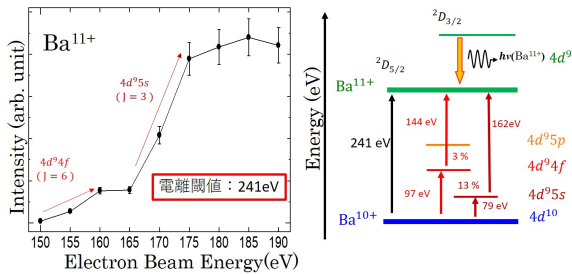 Ba11+
4d⁹5s
( J = 3 )
4d⁹4f
( J = 6 )
電離閾値：241eV
Intensity (arb. unit)
150 155 160 165 170 175 180 185 190
Electron Beam Energy(eV)
Energy (eV)
²D3/2
hν(Ba11+) 4d⁹
²D5/2
Ba11+
144 eV
162eV
241 eV
4d⁹5p
3 %
4d⁹4f
97 eV
13 %
4d⁹5s
79 eV
Ba10+
4d¹⁰